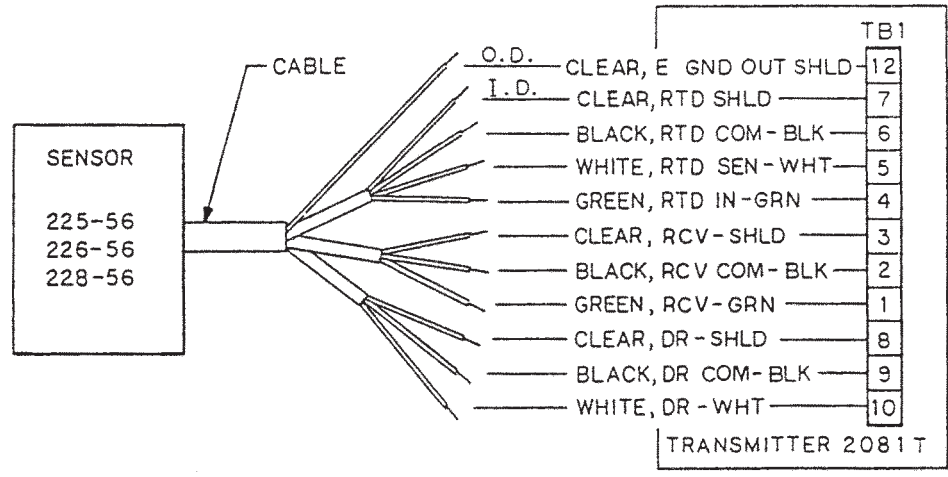 TB1
O.D.
CABLE
CLEAR, E GND OUT SHLD 12
I.D.
CLEAR, RTD SHLD 7
BLACK, RTD COM-BLK 6
SENSOR
WHITE, RTD SEN-WHT 5
GREEN, RTD IN-GRN 4
225-56
CLEAR, RCV-SHLD 3
226-56
BLACK, RCV COM-BLK 2
228-56
GREEN, RCV-GRN 1
CLEAR, DR-SHLD 8
BLACK, DR COM-BLK 9
WHITE, DR-WHT 10
TRANSMITTER 2081T